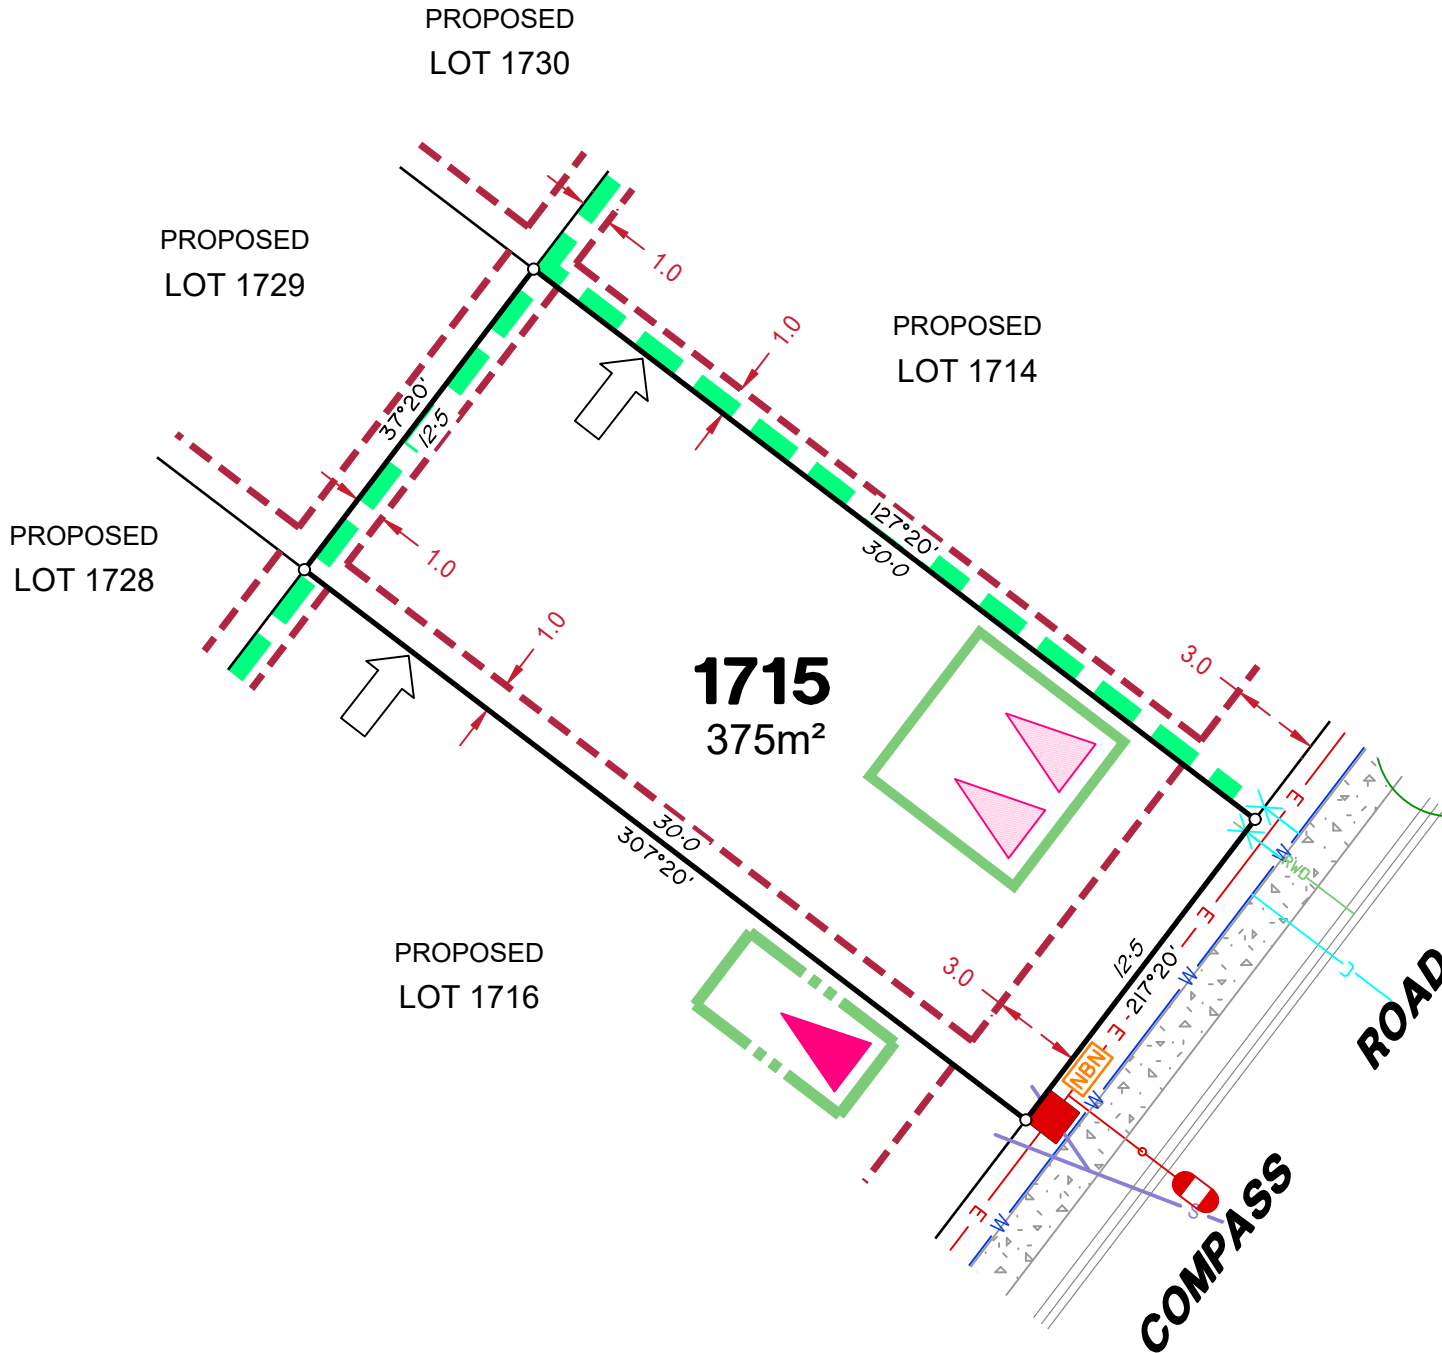 PROPOSED
LOT 1730
PROPOSED
LOT 1729
1.0
1.0
PROPOSED
LOT 1714
37°20'
12·5
PROPOSED
LOT 1728
1.0
1.0
127°20'
30·0
1715
375m²
3.0
30·0
307°20'
E
W
RWD
E
W
12·5
217°20'
J
ROAD
PROPOSED
LOT 1716
3.0
E
NBN
W
S
E
W
COMPASS